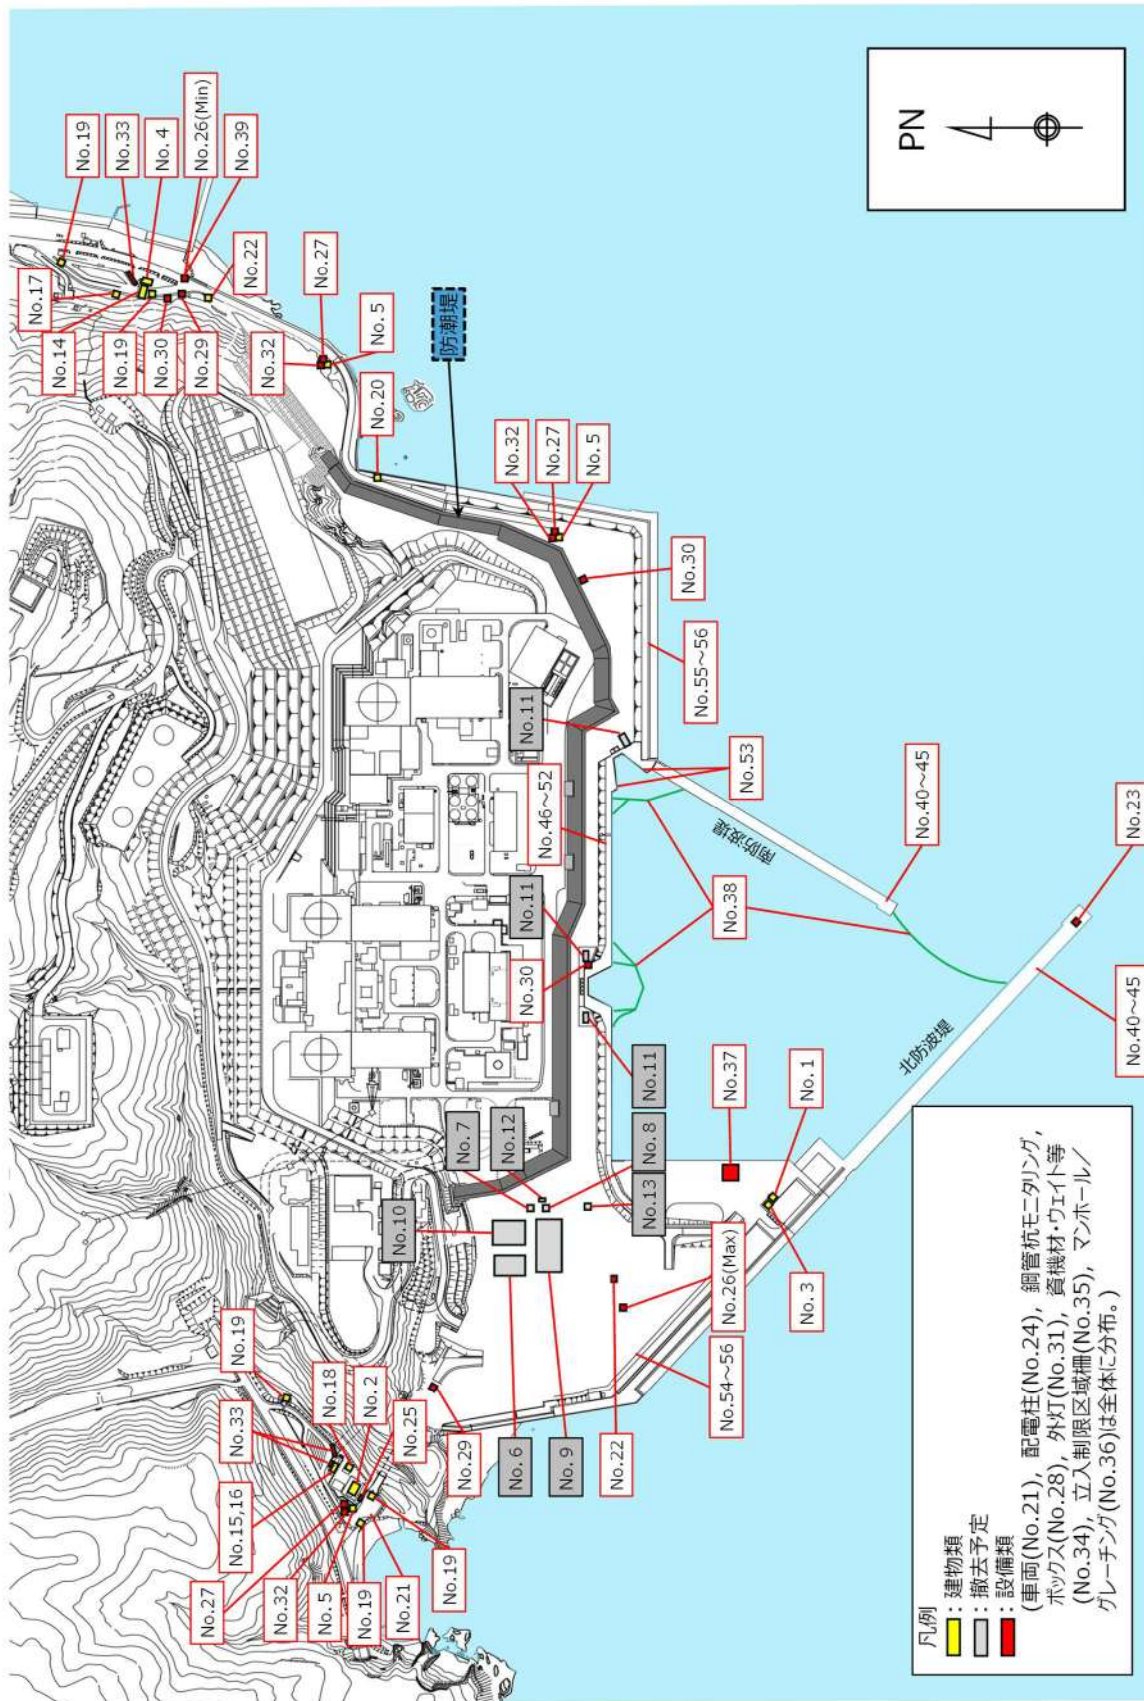 No.19
No.33
No. 4
No.26(Min)
No.39
No.17
No.14
No.19
No.30
No.29
No.22
No.27
No.32
No. 5
防潮堤
No.20
No.32
No.27
No. 5
No.30
No.55～56
No.11
No.53
No.46～52
南防波堤
No.40～45
No.11
No.38
No.23
No.30
No.40～45
北防波堤
No.11
No.37
No. 1
No. 7
No.12
No. 8
No.13
No.10
No.26(Max)
No. 3
No.54～56
No.19
No.18
No.33
No. 2
No.25
No.29
No. 6
No. 9
No.22
No.15,16
No.27
No.32
No. 5
No.19
No.21
No.19
PN
凡例
：建物類
：撤去予定
：設備類
(車両(No.21)，配電柱(No.24)，鋼管杭モニタリング，
ボックス(No.28)，外灯(No.31)，資機材・ウェイト等
(No.34)，立入制限区域柵(No.35)，マンホール／
グレーチング(No.36)は全体に分布。)